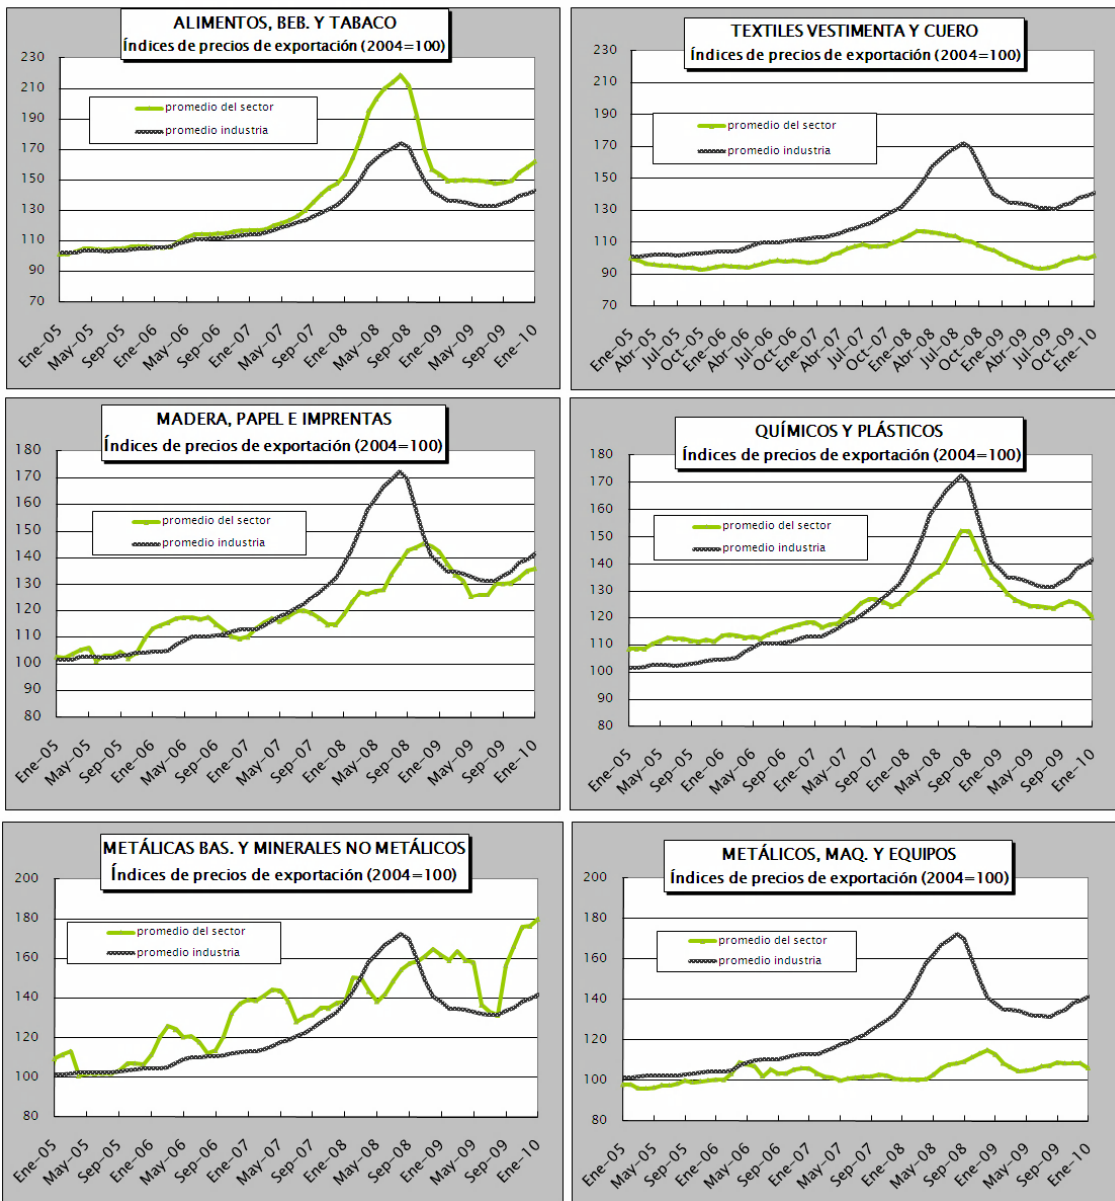 ALIMENTOS, BEB. Y TABACO
Índices de precios de exportación (2004=100)
230
210
190
170
150
130
110
90
70
promedio del sector
promedio industria
Ene-05
May-05
Sep-05
Ene-06
May-06
Sep-06
Ene-07
May-07
Sep-07
Ene-08
May-08
Sep-08
Ene-09
May-09
Sep-09
Ene-10
TEXTILES VESTIMENTA Y CUERO
Índices de precios de exportación (2004=100)
230
210
190
170
150
130
110
90
70
promedio del sector
promedio industria
Ene-05
Abr-05
Jul-05
Oct-05
Ene-06
Abr-06
Jul-06
Oct-06
Ene-07
Abr-07
Jul-07
Oct-07
Ene-08
Abr-08
Jul-08
Oct-08
Ene-09
Abr-09
Jul-09
Oct-09
Ene-10
MADERA, PAPEL E IMPRENTAS
Índices de precios de exportación (2004=100)
180
170
160
150
140
130
120
110
100
90
80
promedio del sector
promedio industria
Ene-05
May-05
Sep-05
Ene-06
May-06
Sep-06
Ene-07
May-07
Sep-07
Ene-08
May-08
Sep-08
Ene-09
May-09
Sep-09
Ene-10
QUÍMICOS Y PLÁSTICOS
Índices de precios de exportación (2004=100)
180
170
160
150
140
130
120
110
100
90
80
promedio del sector
promedio industria
Ene-05
May-05
Sep-05
Ene-06
May-06
Sep-06
Ene-07
May-07
Sep-07
Ene-08
May-08
Sep-08
Ene-09
May-09
Sep-09
Ene-10
METÁLICAS BAS. Y MINERALES NO METÁLICOS
Índices de precios de exportación (2004=100)
200
180
160
140
120
100
80
promedio del sector
promedio industria
Ene-05
May-05
Sep-05
Ene-06
May-06
Sep-06
Ene-07
May-07
Sep-07
Ene-08
May-08
Sep-08
Ene-09
May-09
Sep-09
Ene-10
METÁLICOS, MAQ. Y EQUIPOS
Índices de precios de exportación (2004=100)
200
180
160
140
120
100
80
promedio del sector
promedio industria
Ene-05
May-05
Sep-05
Ene-06
May-06
Sep-06
Ene-07
May-07
Sep-07
Ene-08
May-08
Sep-08
Ene-09
May-09
Sep-09
Ene-10